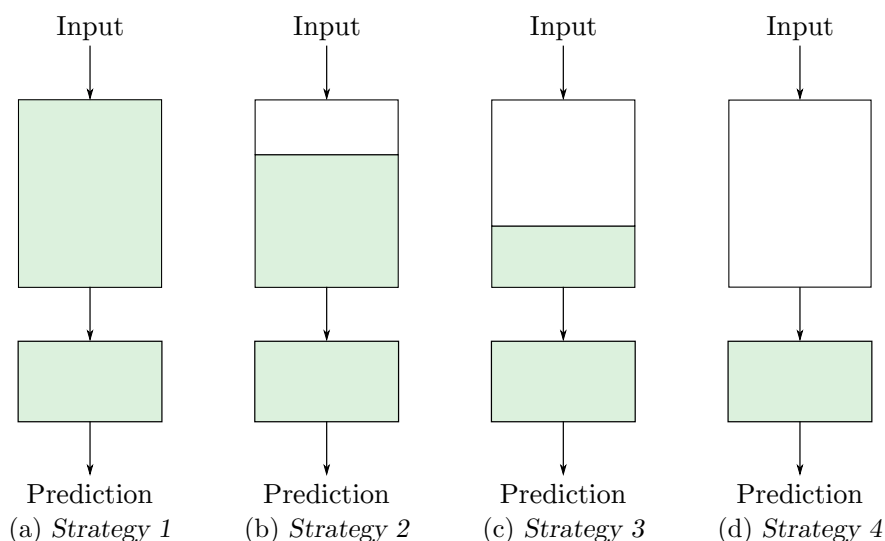 Input Input Input Input
Prediction Prediction Prediction Prediction
(a) Strategy 1 (b) Strategy 2 (c) Strategy 3 (d) Strategy 4